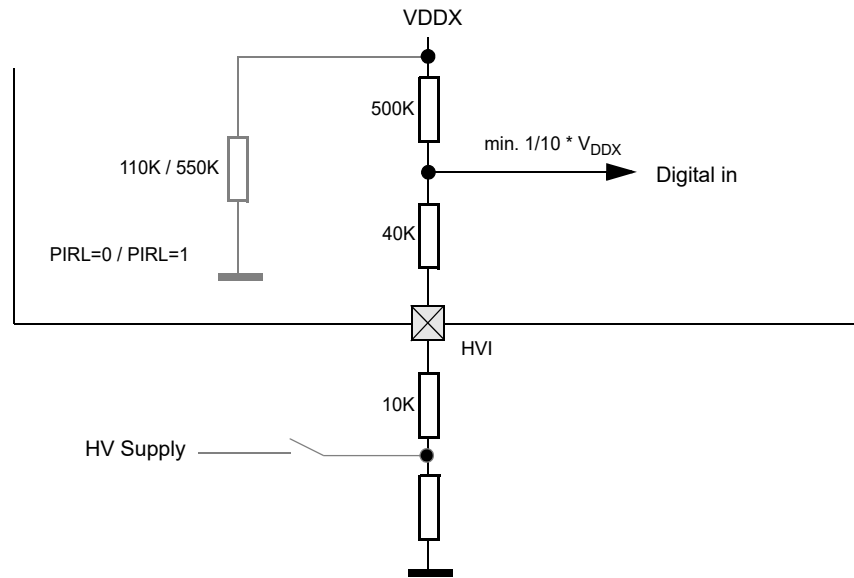 VDDX
500K
min. 1/10 * VDDX
110K / 550K
Digital in
40K
PIRL=0 / PIRL=1
HVI
10K
HV Supply